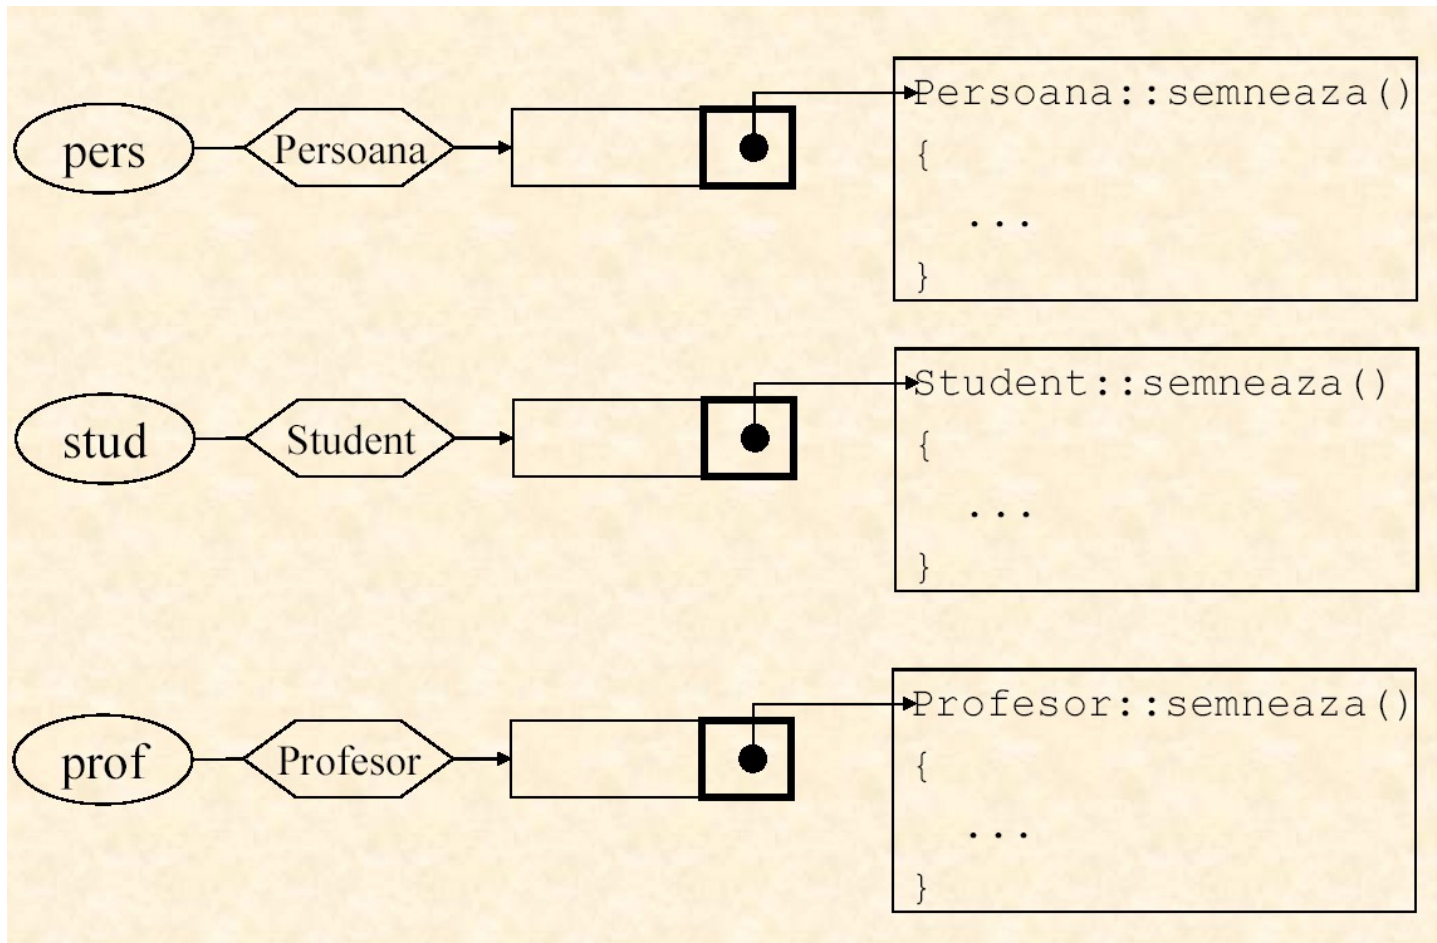 pers
Persoana
Persoana::semneaza()
{
...
}
stud
Student
Student::semneaza()
{
...
}
prof
Profesor
Profesor::semneaza()
{
...
}